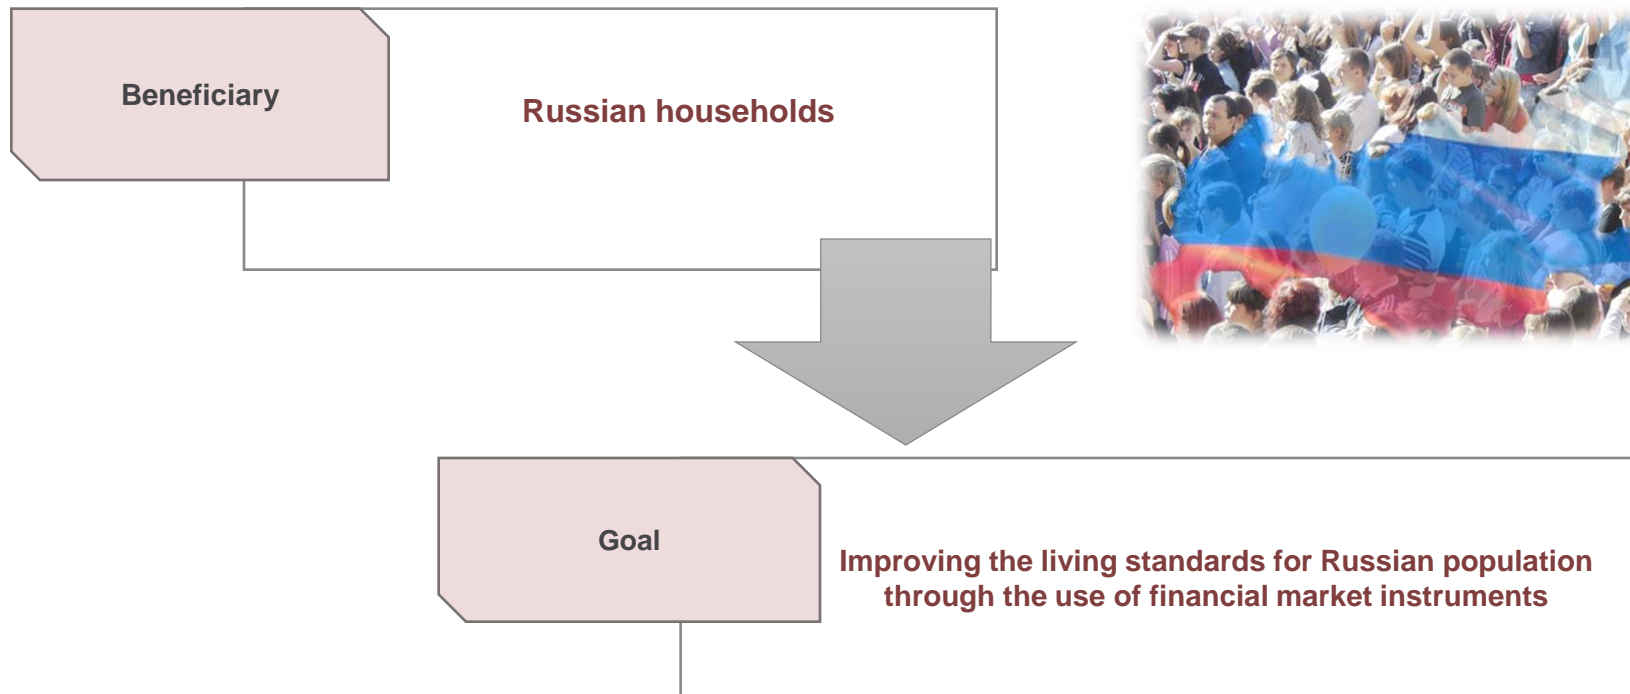 Beneficiary
Russian households
Goal
Improving the living standards for Russian population
through the use of financial market instruments